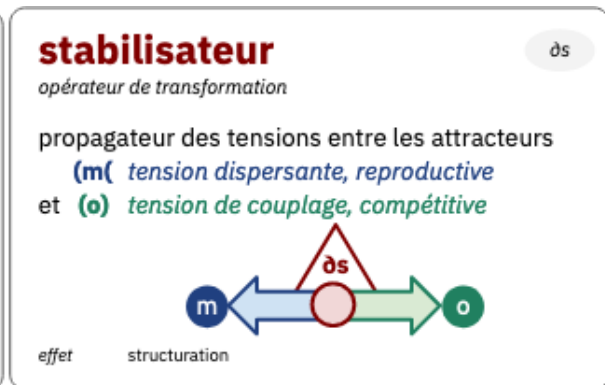 stabilisateur
∂s
opérateur de transformation
propagateur des tensions entre les attracteurs
(m( tension dispersante, reproductive
et (o) tension de couplage, compétitive
∂s
m o
effet structuration